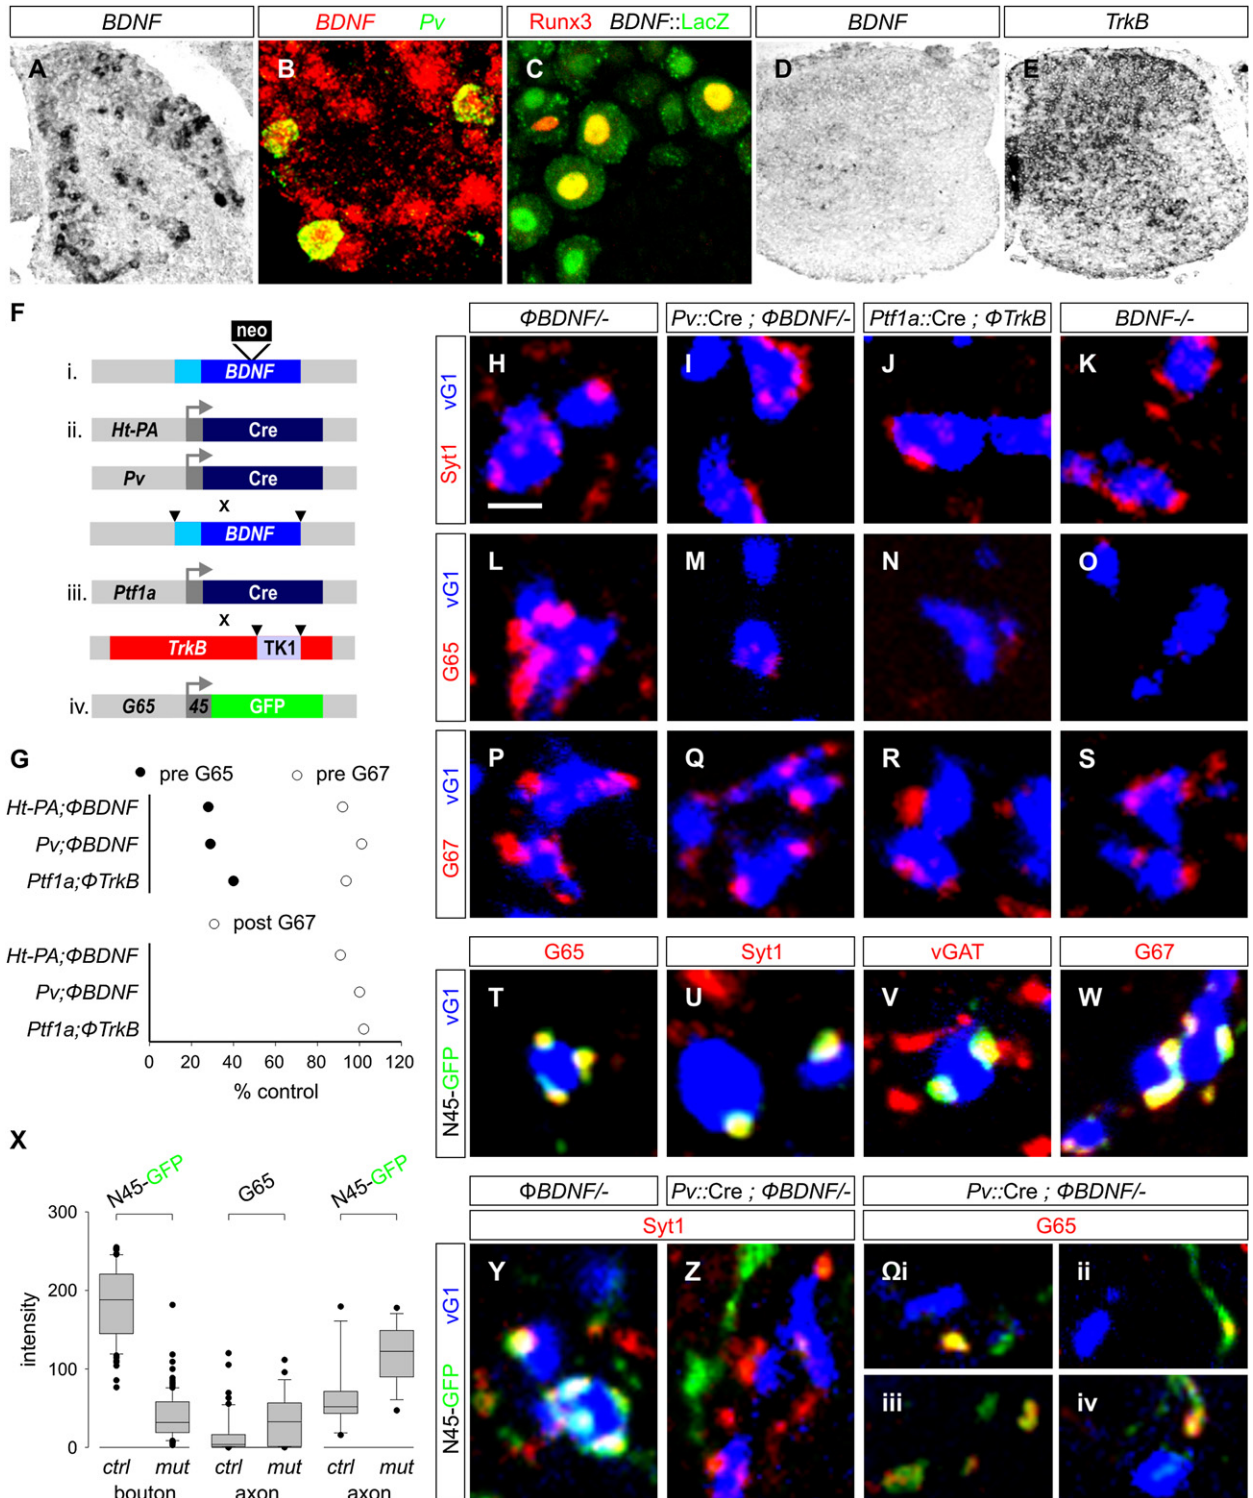 BDNF
BDNF Pv
Runx3 BDNF::LacZ
BDNF
TrkB
A
B
C
D
E
F
neo
i. BDNF
ii. Ht-PA Cre
Pv Cre
x
BDNF
iii. Ptf1a Cre
x
TrkB TK1
iv. G65 45 GFP
ΦBDNF/-
Pv::Cre ; ΦBDNF/-
Ptf1a::Cre ; ΦTrkB
BDNF-/-
Syt1 vG1
H
I
J
K
G65 vG1
L
M
N
O
G67 vG1
P
Q
R
S
G
pre G65 pre G67
Ht-PA;ΦBDNF
Pv;ΦBDNF
Ptf1a;ΦTrkB
post G67
Ht-PA;ΦBDNF
Pv;ΦBDNF
Ptf1a;ΦTrkB
0 20 40 60 80 100 120
% control
G65
Syt1
vGAT
G67
N45-GFP vG1
T
U
V
W
X
N45-GFP
G65
N45-GFP
300
200
100
0
intensity
ctrl mut ctrl mut ctrl mut
bouton axon axon
ΦBDNF/-
Pv::Cre ; ΦBDNF/-
Pv::Cre ; ΦBDNF/-
Syt1
G65
N45-GFP vG1
Y
Z
Ωi
ii
iii
iv